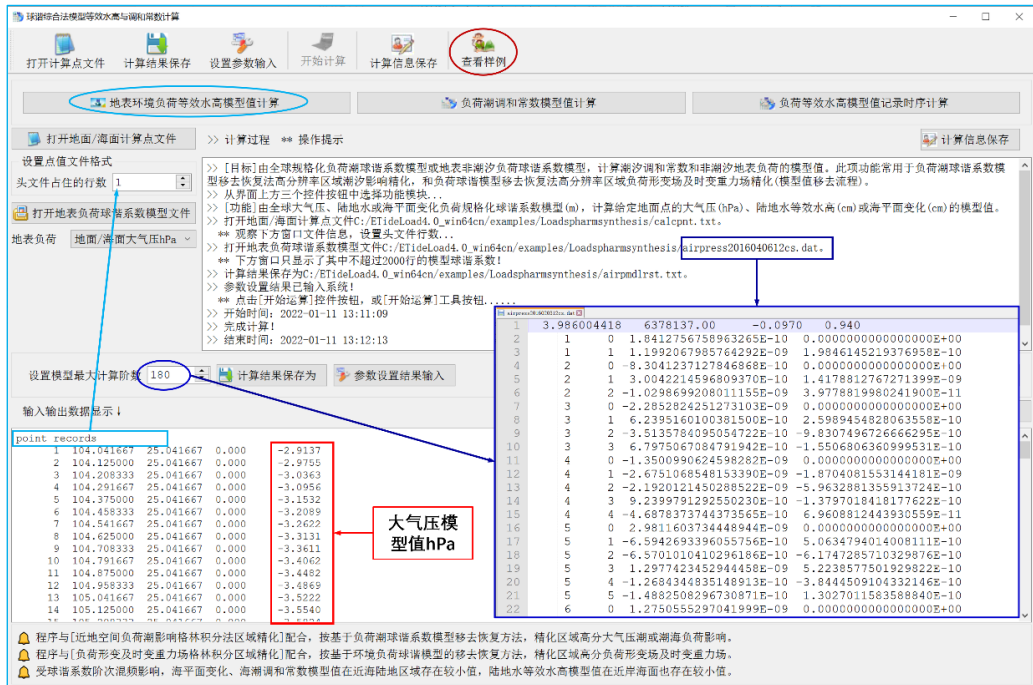 球谐综合法模型等效水高与调和常数计算
打开计算点文件 计算结果保存 设置参数输入 开始计算 计算信息保存 查看样例
地表环境负荷等效水高模型值计算 负荷潮调和常数模型值计算 负荷等效水高模型值记录时序计算
打开地面/海面计算点文件
>> 计算过程 ** 操作提示
计算信息保存
设置点值文件格式
头文件占住的行数 1
打开地表负荷球谐系数模型文件
地表负荷 地面/海面大气压hPa
>> [目标]由全球规格化负荷潮球谐系数模型或地表非潮汐负荷球谐系数模型，计算潮汐调和常数和非潮汐地表负荷的模型值。此项功能常用于负荷潮球谐系数模
型移去恢复法高分辨率区域潮汐影响精化，和负荷球谐模型移去恢复法高分辨率区域负荷形变场及时变重力场精化(模型值移去流程)。
>> 从界面上方三个控件按钮中选择功能模块...
>> [功能]由全球大气压、陆地水或海平面变化负荷规格化球谐系数模型(m)，计算给定地面点的大气压(hPa)、陆地水等效水高(cm)或海平面变化(cm)的模型值。
>> 打开地面/海面计算点文件C:/ETideLoad4.0_win64cn/examples/Loadspharmsynthesis/calcpnt.txt。
** 观察下方窗口文件信息，设置头文件行数...
>> 打开地表负荷球谐系数模型文件C:/ETideLoad4.0_win64cn/examples/Loadspharmsynthesis/airpress2016040612cs.dat。
** 下方窗口只显示了其中不超过2000行的模型球谐系数！
>> 计算结果保存为C:/ETideLoad4.0_win64cn/examples/Loadspharmsynthesis/airpmdlrst.txt。
>> 参数设置结果已输入系统！
** 点击[开始运算]控件按钮，或[开始运算]工具按钮......
>> 开始时间：2022-01-11 13:11:09
>> 完成计算！
>> 结束时间：2022-01-11 13:12:13
设置模型最大计算阶数 180 计算结果保存为 参数设置结果输入
输入输出数据显示↓
point records
1 104.041667 25.041667 0.000 -2.9137
2 104.125000 25.041667 0.000 -2.9755
3 104.208333 25.041667 0.000 -3.0363
4 104.291667 25.041667 0.000 -3.0956
5 104.375000 25.041667 0.000 -3.1532
6 104.458333 25.041667 0.000 -3.2089
7 104.541667 25.041667 0.000 -3.2622
8 104.625000 25.041667 0.000 -3.3131
9 104.708333 25.041667 0.000 -3.3611
10 104.791667 25.041667 0.000 -3.4062
11 104.875000 25.041667 0.000 -3.4482
12 104.958333 25.041667 0.000 -3.4869
13 105.041667 25.041667 0.000 -3.5222
14 105.125000 25.041667 0.000 -3.5540
大气压模
型值hPa
1 3.986004418 6378137.00 -0.0970 0.940
2 1 0 1.8412756758963265E-10 0.0000000000000000E+00
3 1 1 1.1992067985764292E-09 1.9846145219376958E-10
4 2 0 -8.3041237127846868E-10 0.0000000000000000E+00
5 2 1 3.0042214596809370E-10 1.4178812767271399E-09
6 2 2 -1.0298699208011155E-09 3.9778819980241900E-11
7 3 0 -2.2852824251273103E-09 0.0000000000000000E+00
8 3 1 6.2395160100381500E-10 2.5989454828063558E-10
9 3 2 -3.5135784095054722E-10 -9.8307496726666295E-10
10 3 3 6.7975067084791942E-10 -1.5506806360999531E-10
11 4 0 -1.3500990624598282E-09 0.0000000000000000E+00
12 4 1 -2.6751068548153390E-09 -1.8704081553144181E-09
13 4 2 -2.1920121450288522E-09 -5.9632881355913724E-10
14 4 3 9.2399791292550230E-10 -1.3797018418177622E-10
15 4 4 -4.6878373744373565E-10 6.9608812443930559E-11
16 5 0 2.9811603734448944E-09 0.0000000000000000E+00
17 5 1 -6.5942693396055756E-10 5.0634794014008111E-10
18 5 2 -6.5701010410296186E-10 -6.1747285710329876E-10
19 5 3 1.2977423452944458E-09 5.2238577501929822E-10
20 5 4 -1.2684344835148913E-10 -3.8444509104332146E-10
21 5 5 -1.4882508296730871E-10 1.3027011583588840E-10
22 6 0 1.2750555297041999E-09 0.0000000000000000E+00
程序与[近地空间负荷潮影响格林积分法区域精化]配合，按基于负荷潮球谐系数模型移去恢复方法，精化区域高分大气压潮或潮海负荷影响。
程序与[负荷形变及时变重力场格林积分区域精化]配合，按基于环境负荷球谐模型的移去恢复方法，精化区域高分负荷形变场及时变重力场。
受球谐系数阶次混频影响，海平面变化、海潮调和常数模型值在近海陆地区域存在较小值，陆地水等效水高模型值在近岸海面也存在较小值。